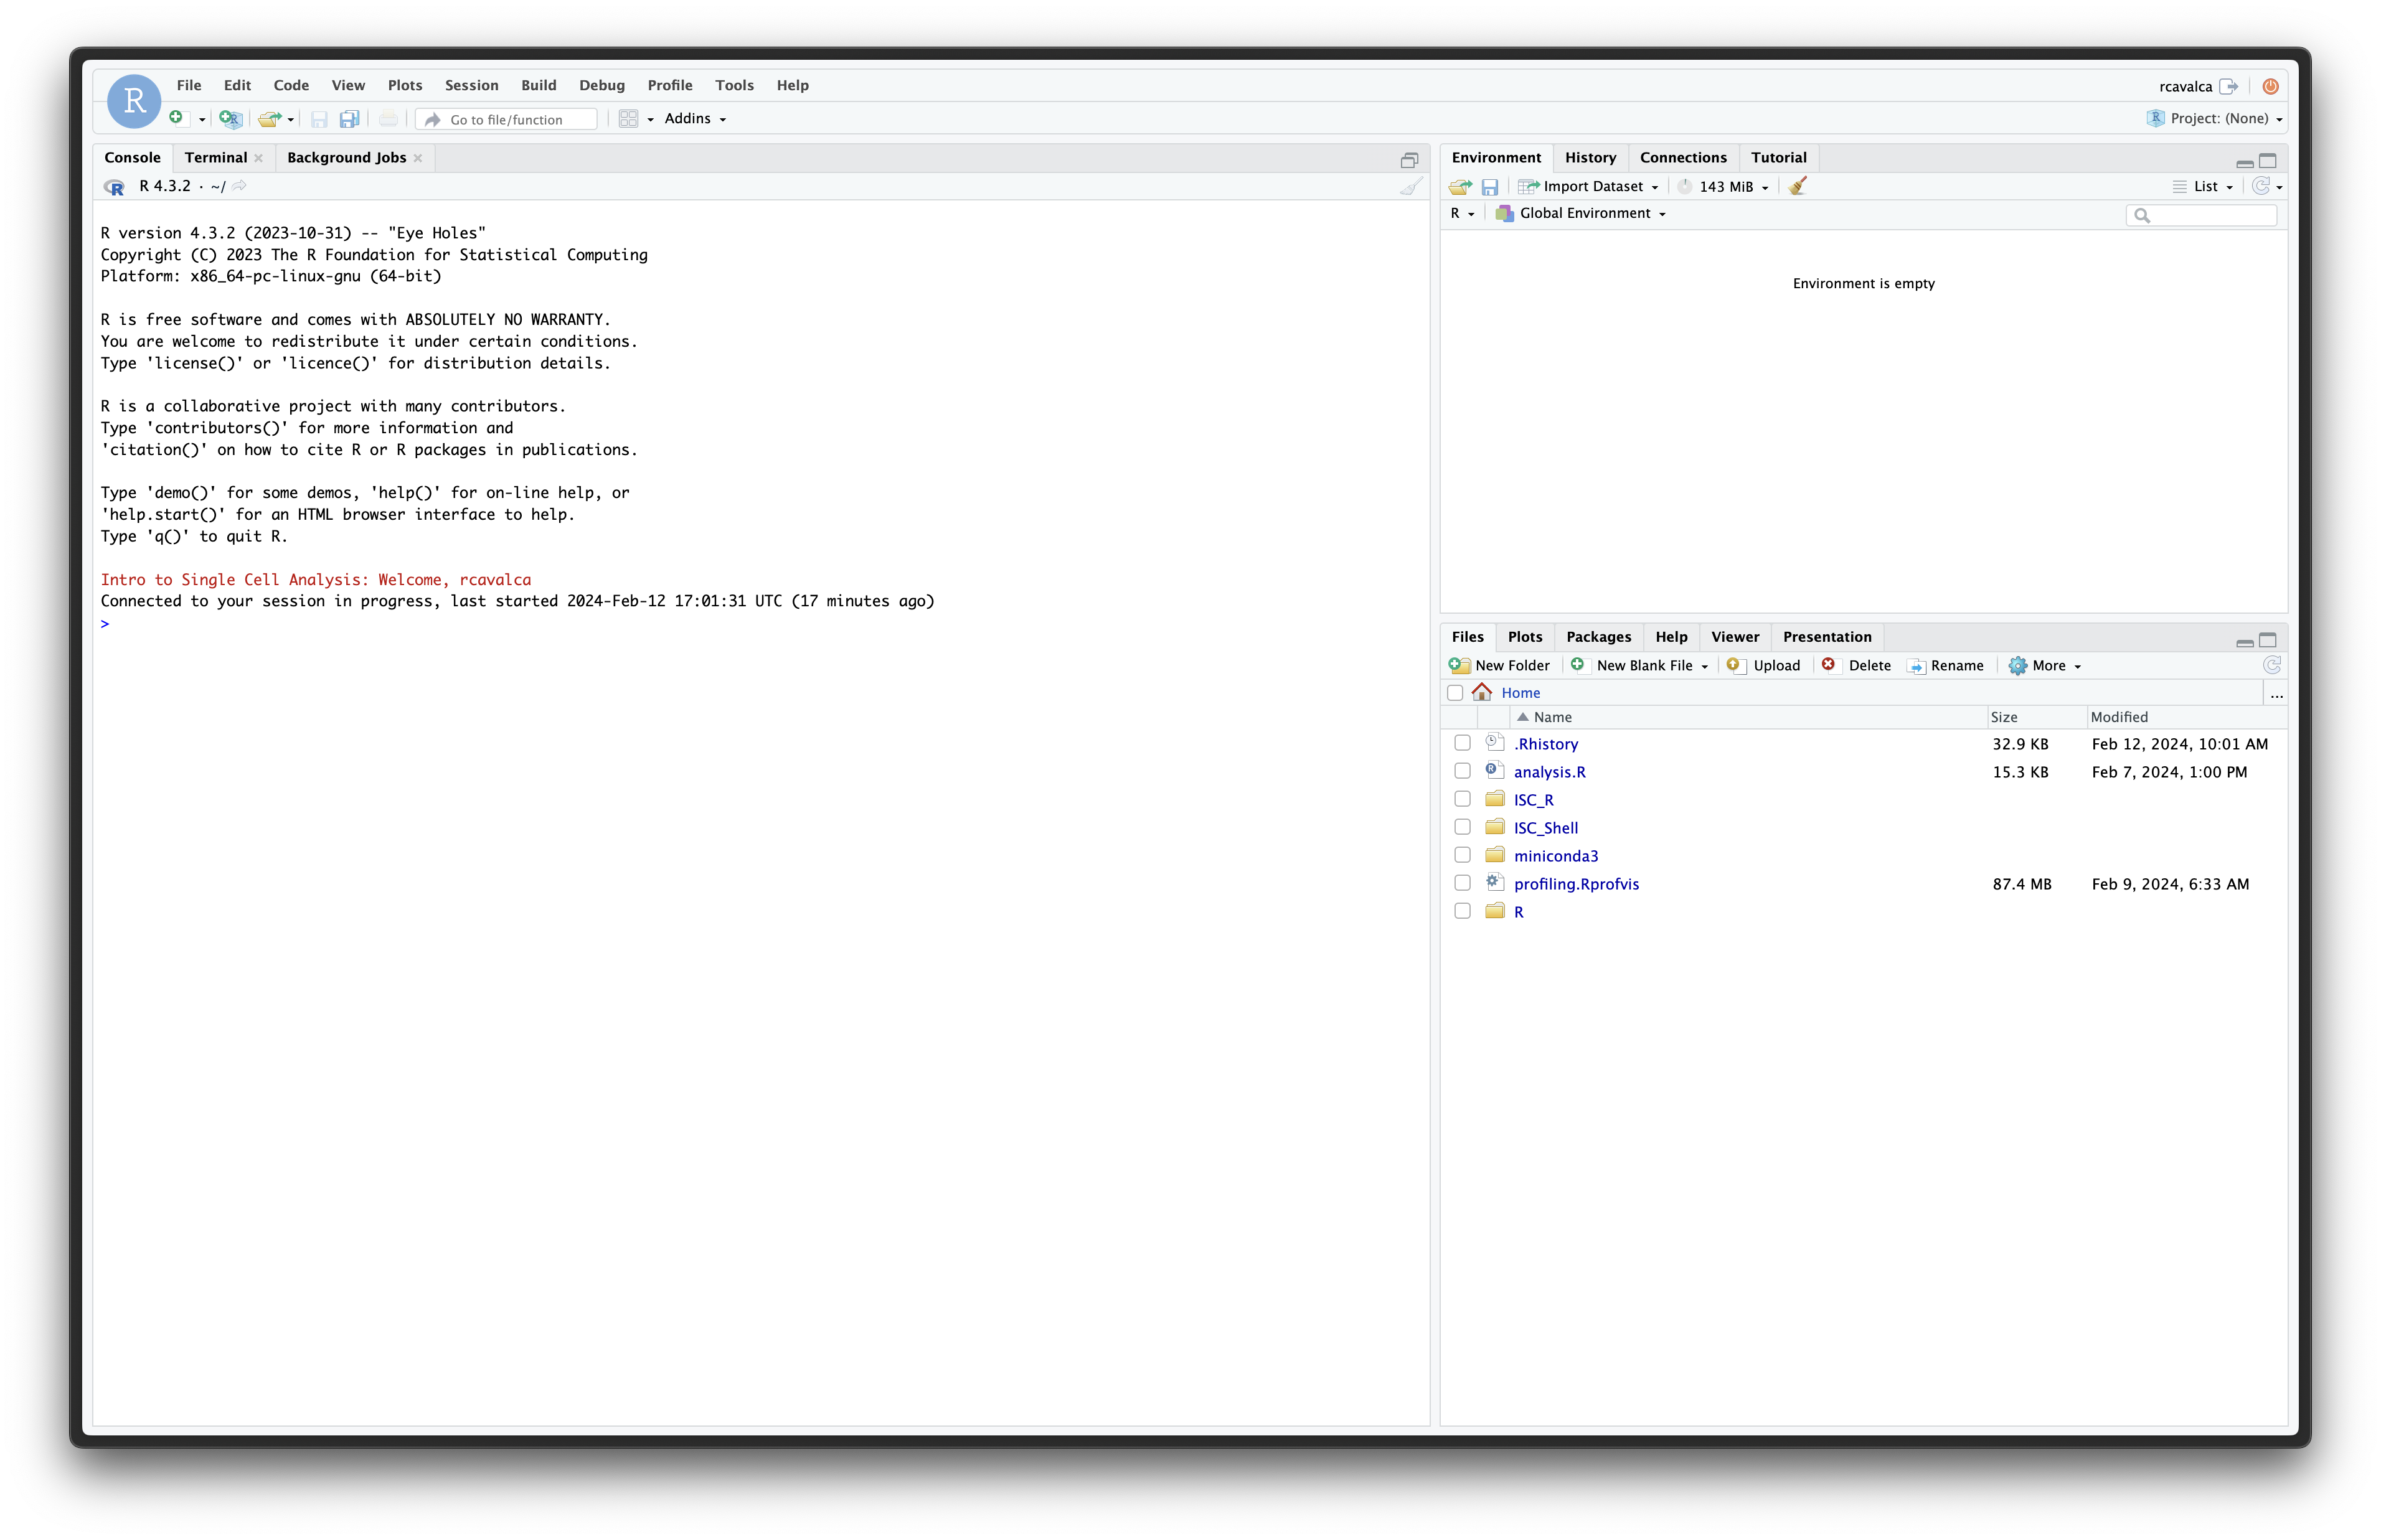 R
File Edit Code View Plots Session Build Debug Profile Tools Help
rcavalca
Go to file/function
Addins
Project: (None)
Console Terminal Background Jobs
R 4.3.2 · ~/
R version 4.3.2 (2023-10-31) -- "Eye Holes"
Copyright (C) 2023 The R Foundation for Statistical Computing
Platform: x86_64-pc-linux-gnu (64-bit)
R is free software and comes with ABSOLUTELY NO WARRANTY.
You are welcome to redistribute it under certain conditions.
Type 'license()' or 'licence()' for distribution details.
R is a collaborative project with many contributors.
Type 'contributors()' for more information and
'citation()' on how to cite R or R packages in publications.
Type 'demo()' for some demos, 'help()' for on-line help, or
'help.start()' for an HTML browser interface to help.
Type 'q()' to quit R.
Intro to Single Cell Analysis: Welcome, rcavalca
Connected to your session in progress, last started 2024-Feb-12 17:01:31 UTC (17 minutes ago)
>
Environment History Connections Tutorial
Import Dataset 143 MiB List
R Global Environment
Environment is empty
Files Plots Packages Help Viewer Presentation
New Folder New Blank File Upload Delete Rename More
Home ...
Name Size Modified
.Rhistory 32.9 KB Feb 12, 2024, 10:01 AM
analysis.R 15.3 KB Feb 7, 2024, 1:00 PM
ISC_R
ISC_Shell
miniconda3
profiling.Rprofvis 87.4 MB Feb 9, 2024, 6:33 AM
R